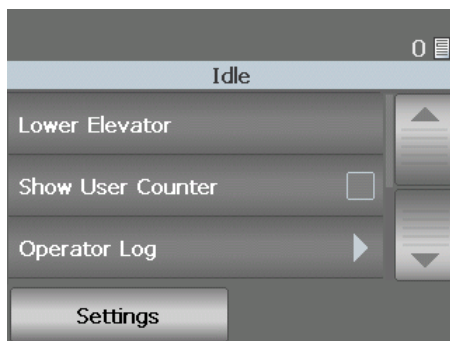 0
Idle
Lower Elevator
Show User Counter
Operator Log
Settings